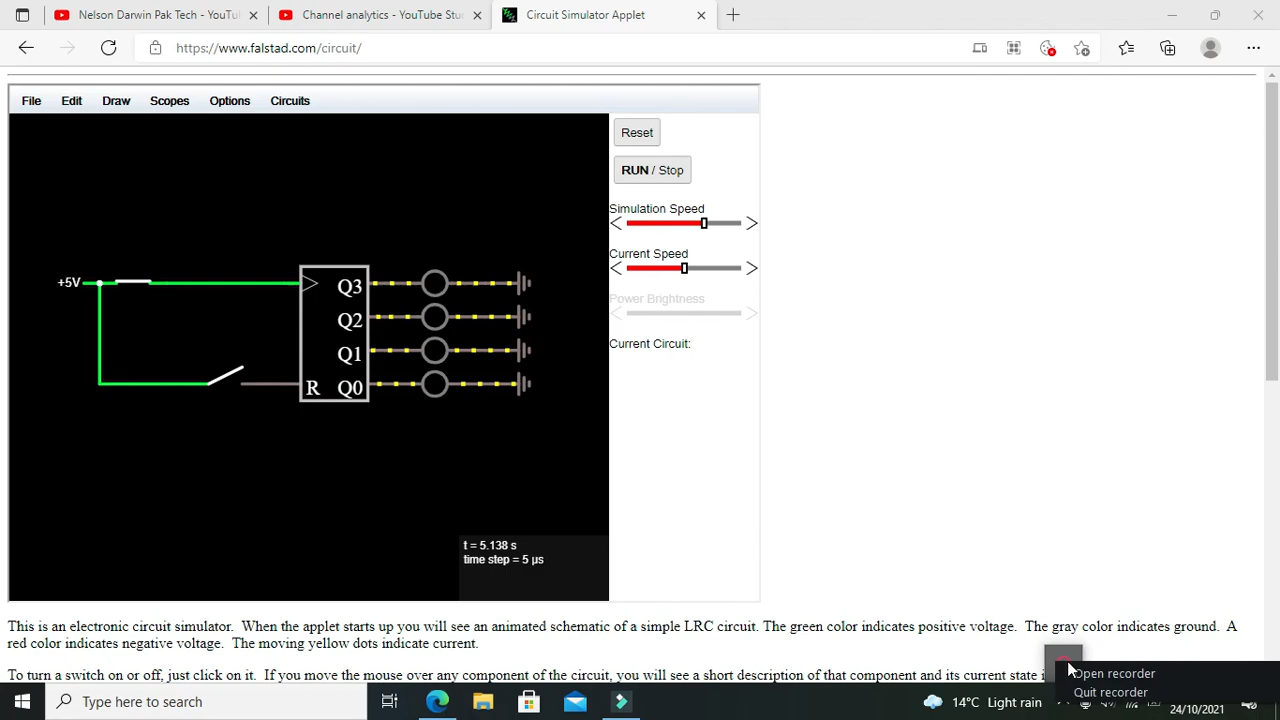 Nelson Darwin Pak Tech - YouTu
Channel analytics - YouTube Stu
Circuit Simulator Applet
https://www.falstad.com/circuit/
File Edit Draw Scopes Options Circuits
Reset
RUN / Stop
Simulation Speed
Current Speed
Power Brightness
Current Circuit:
+5V
Q3
Q2
Q1
R Q0
t = 5.138 s
time step = 5 µs
This is an electronic circuit simulator. When the applet starts up you will see an animated schematic of a simple LRC circuit. The green color indicates positive voltage. The gray color indicates ground. A
red color indicates negative voltage. The moving yellow dots indicate current.
To turn a switch on or off, just click on it. If you move the mouse over any component of the circuit, you will see a short description of that component and its current state i
Open recorder
Quit recorder
Type here to search
14°C Light rain
24/10/2021